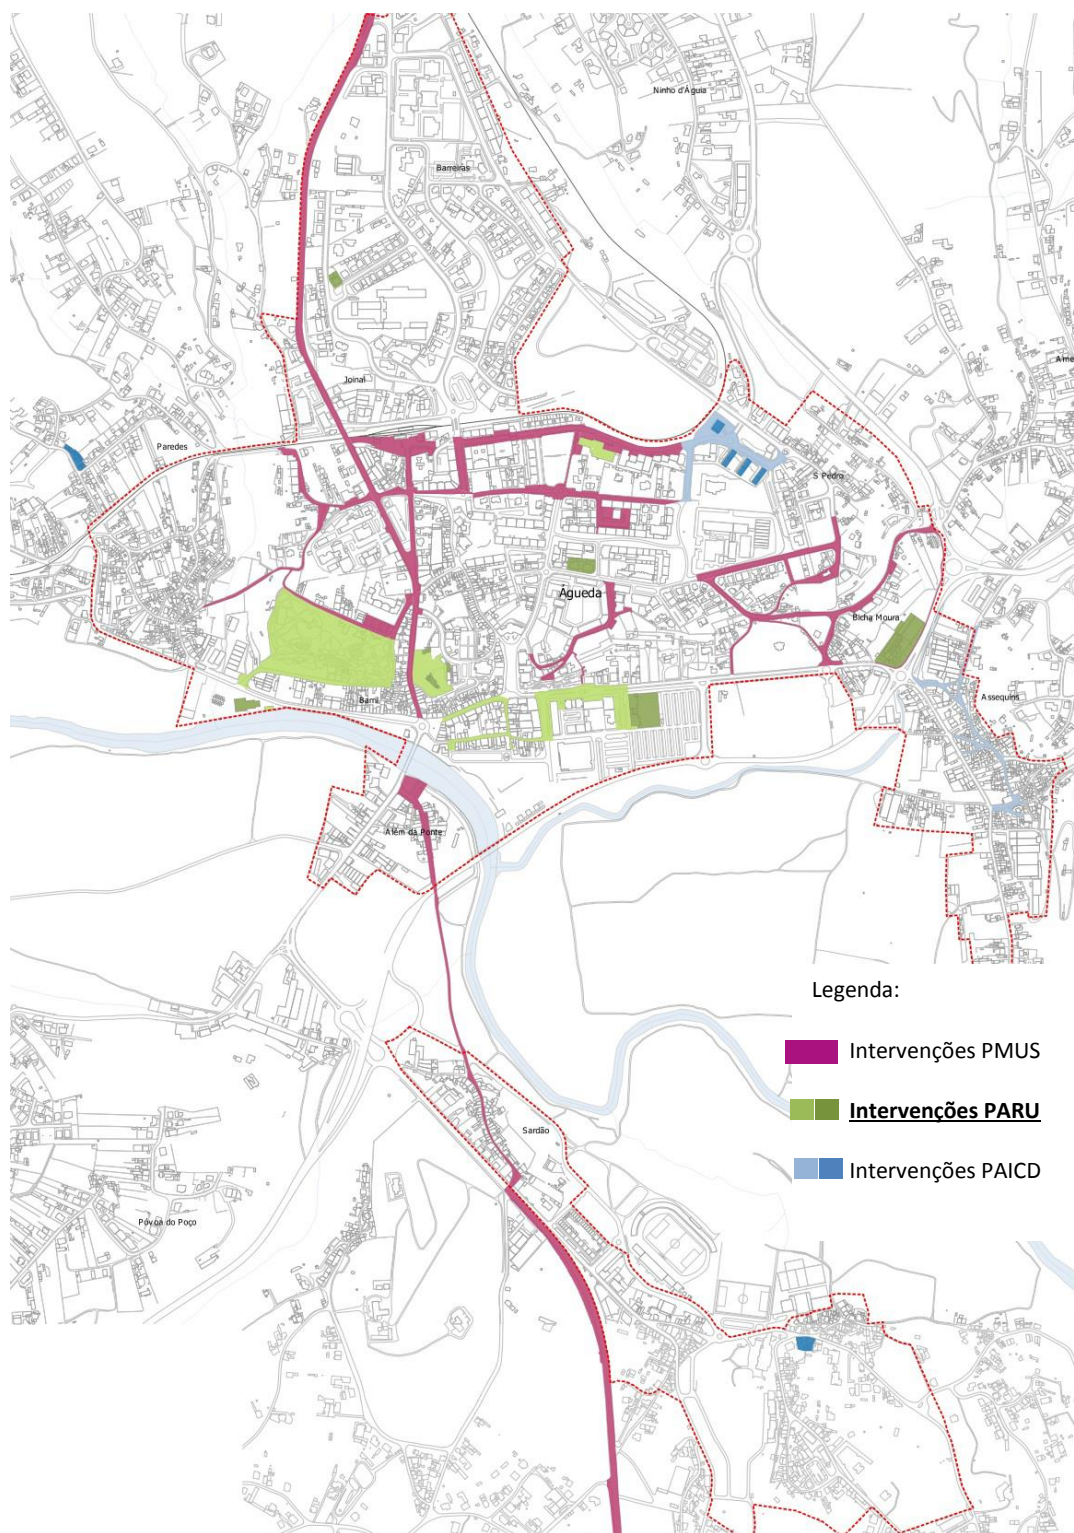 Ninho d'Águia
Barreiras
Joinal
Paredes
S Pedro
Águeda
Bicha Moura
Assequins
Barril
Além da Ponte
Legenda:
Intervenções PMUS
Intervenções PARU
Sardão
Intervenções PAICD
Póvoa do Poço